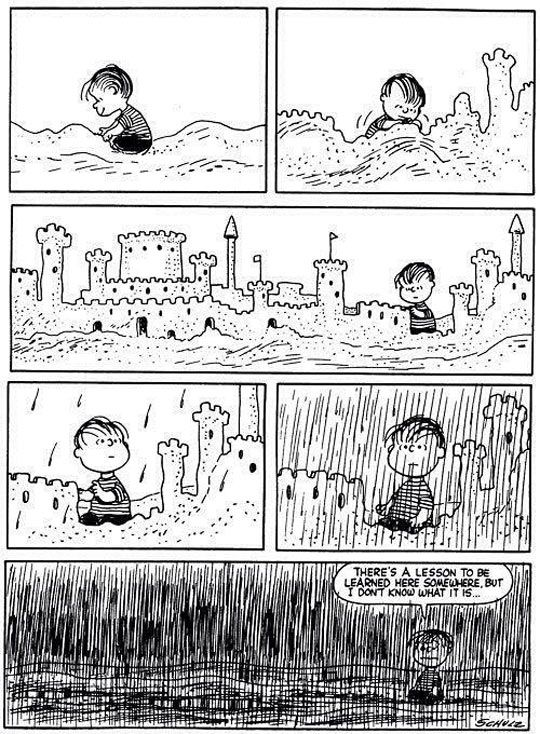 THERE'S A LESSON TO BE
LEARNED HERE SOMEWHERE, BUT
I DON'T KNOW WHAT IT IS...
SCHULZ